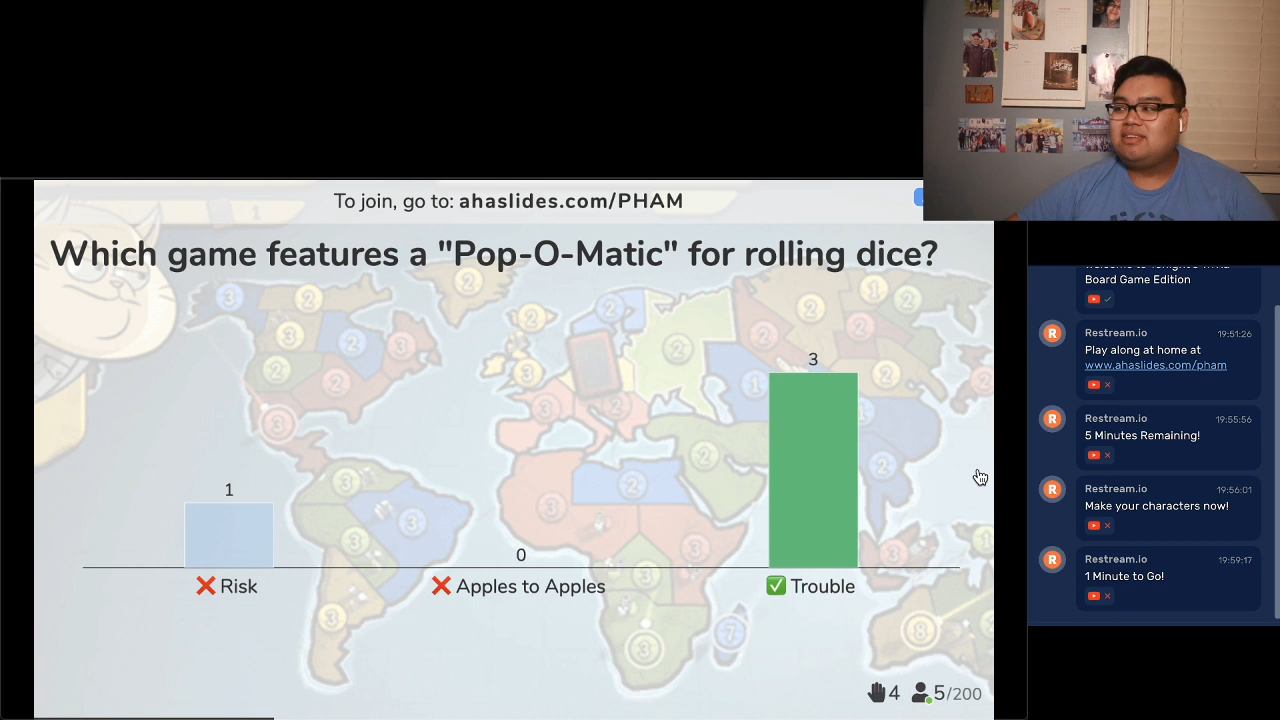 To join, go to: ahaslides.com/PHAM
Which game features a "Pop-O-Matic" for rolling dice?
1
0
3
❌ Risk
❌ Apples to Apples
✅ Trouble
4
5/200
Board Game Edition
Restream.io 19:51:26
Play along at home at
www.ahaslides.com/pham
Restream.io 19:55:56
5 Minutes Remaining!
Restream.io 19:56:01
Make your characters now!
Restream.io 19:59:17
1 Minute to Go!